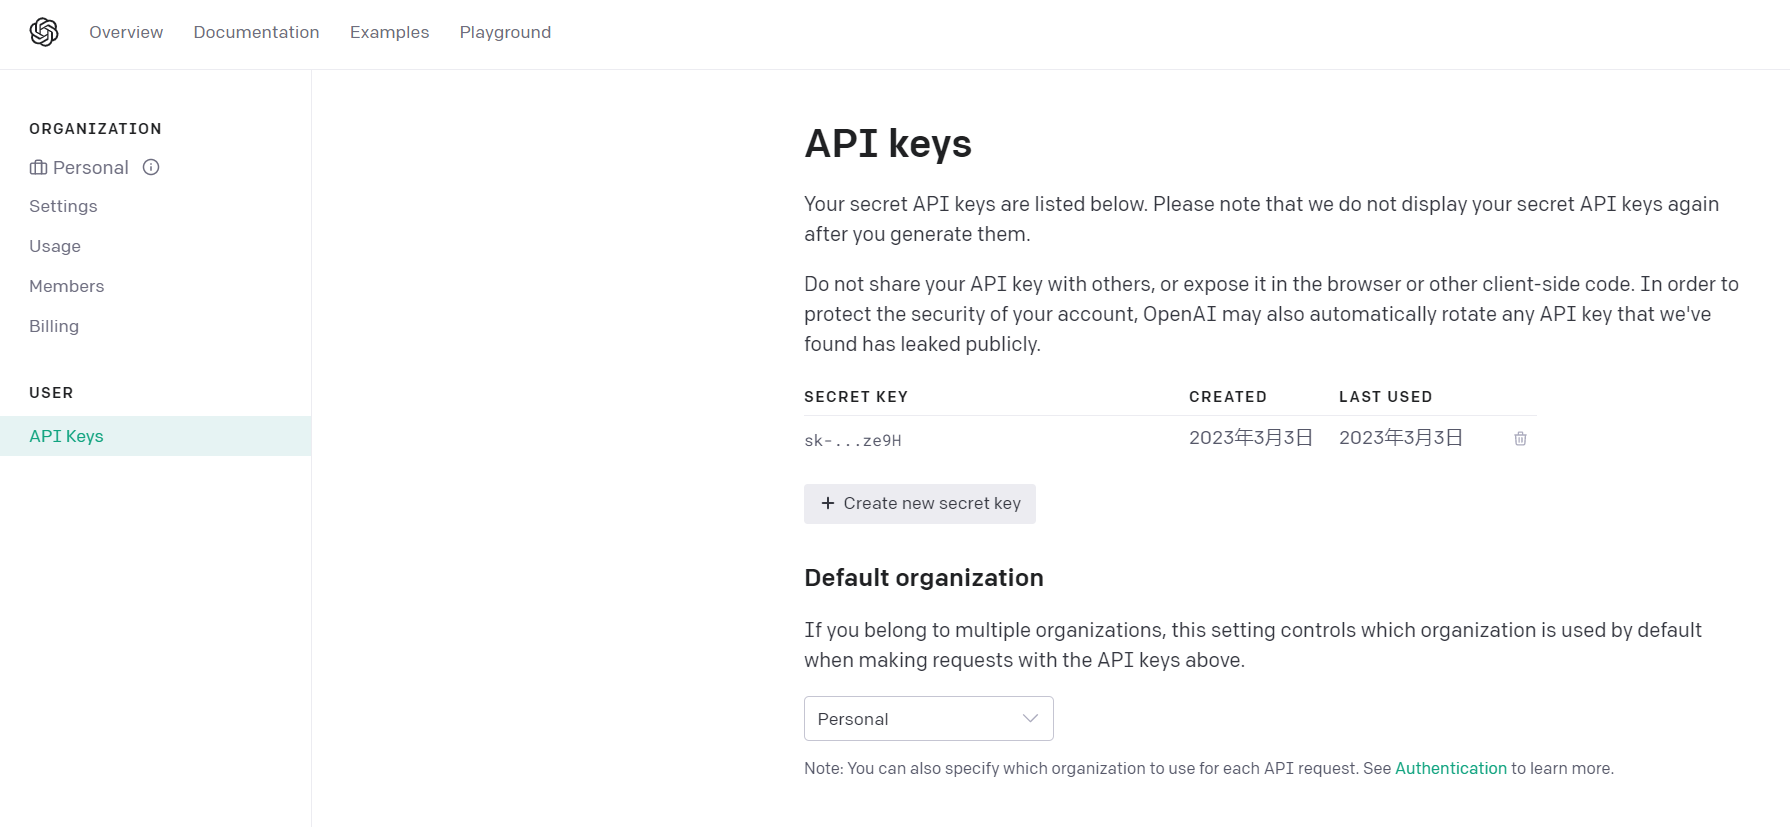 Overview Documentation Examples Playground
ORGANIZATION
Personal
Settings
Usage
Members
Billing
USER
API Keys
API keys
Your secret API keys are listed below. Please note that we do not display your secret API keys again
after you generate them.
Do not share your API key with others, or expose it in the browser or other client-side code. In order to
protect the security of your account, OpenAI may also automatically rotate any API key that we've
found has leaked publicly.
SECRET KEY CREATED LAST USED
sk-...ze9H 2023年3月3日 2023年3月3日
+ Create new secret key
Default organization
If you belong to multiple organizations, this setting controls which organization is used by default
when making requests with the API keys above.
Personal
Note: You can also specify which organization to use for each API request. See Authentication to learn more.